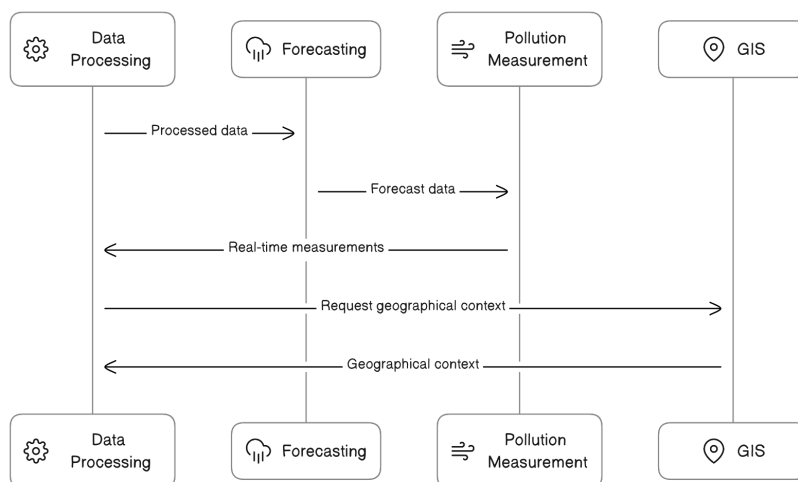 Data
Processing
Forecasting
Pollution
Measurement
GIS
Processed data
Forecast data
Real-time measurements
Request geographical context
Geographical context
Data
Processing
Forecasting
Pollution
Measurement
GIS